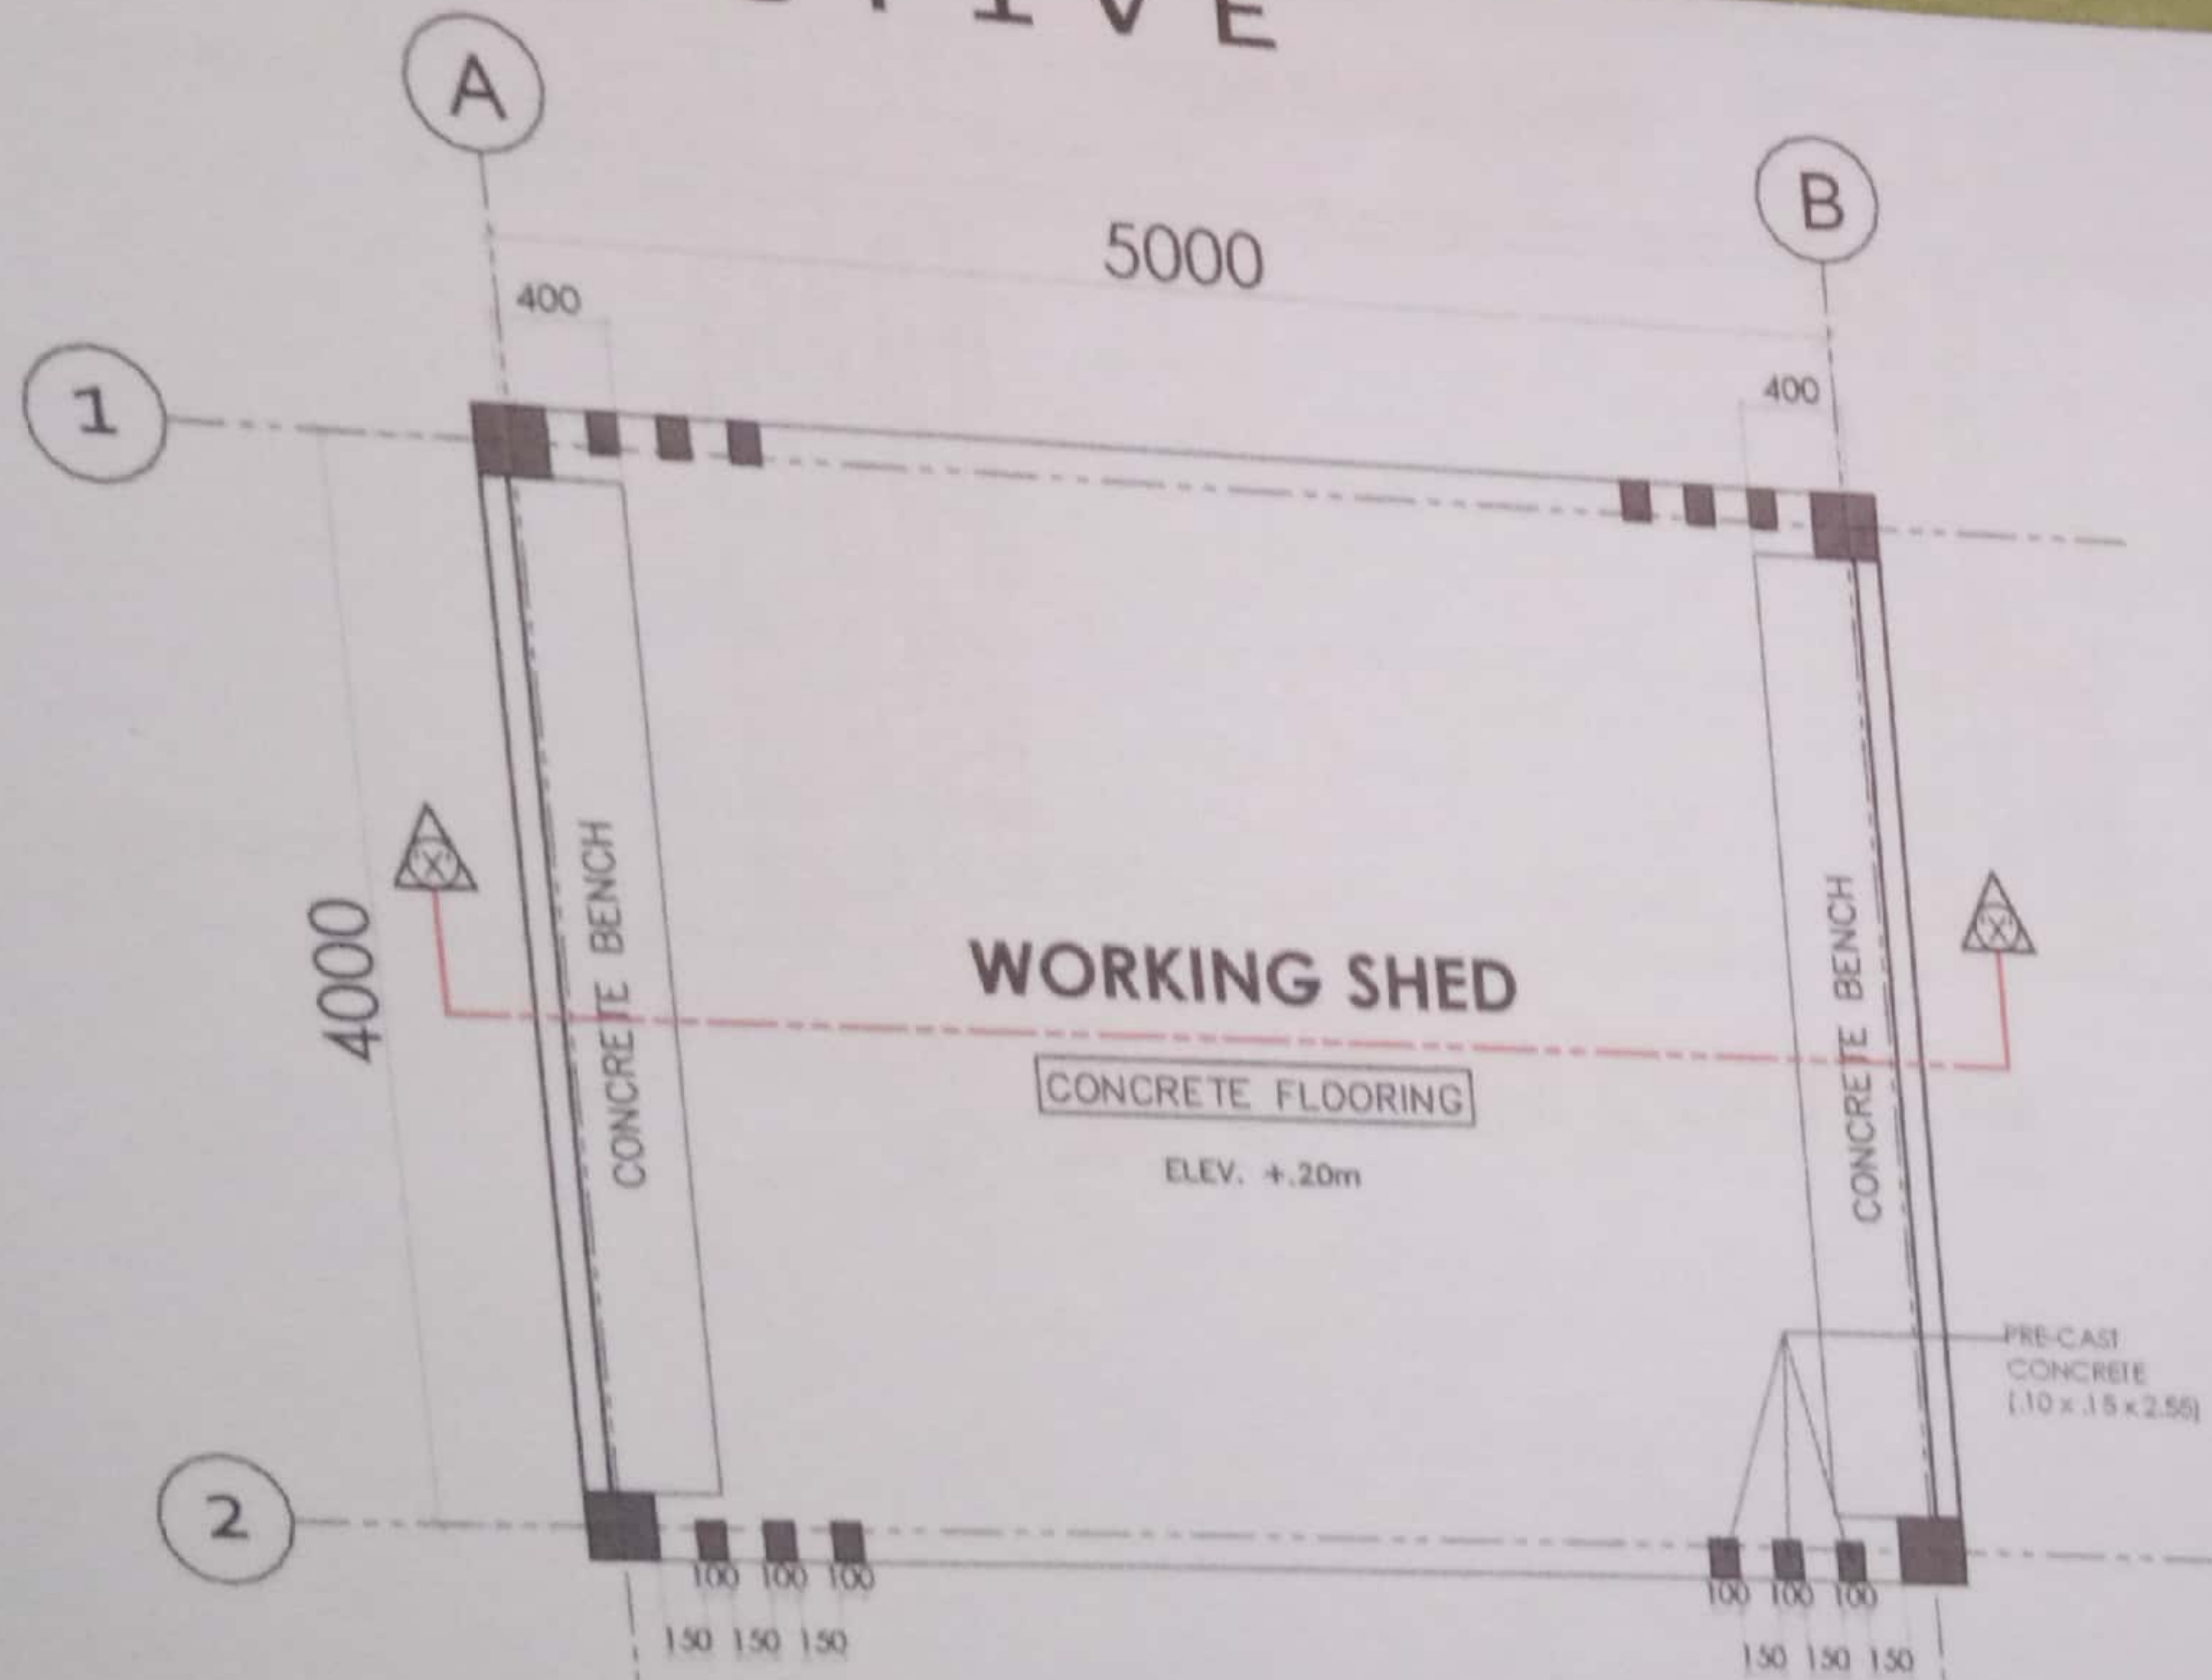 TIVE
A
B
5000
400
400
1
4000
X
X
CONCRETE BENCH
CONCRETE BENCH
WORKING SHED
CONCRETE FLOORING
ELEV. +.20m
PRE-CAST
CONCRETE
(.10 x .15 x 2.55)
2
100 100 100
100 100 100
150 150 150
150 150 150